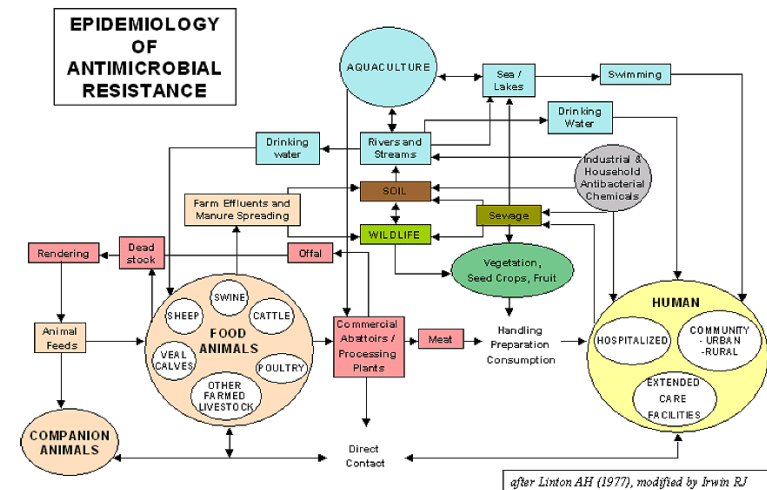 EPIDEMIOLOGY
OF
ANTIMICROBIAL
RESISTANCE
AQUACULTURE
Sea /
Lakes
Swimming
Drinking
Water
Drinking
water
Rivers and
Streams
Industrial &
Household
Antibacterial
Chemicals
SOIL
Farm Effluents and
Manure Spreading
Sewage
WILDLIFE
Rendering
Dead
stock
Offal
Vegetation,
Seed Crops, Fruit
SWINE
SHEEP
CATTLE
FOOD
ANIMALS
VEAL
CALVES
POULTRY
OTHER
FARMED
LIVESTOCK
Animal
Feeds
Commercial
Abattoirs /
Processing
Plants
Meat
Handling
Preparation
Consumption
HUMAN
HOSPITALIZED
COMMUNITY
- URBAN
-RURAL
EXTENDED
CARE
FACILITIES
COMPANION
ANIMALS
Direct
Contact
after Linton AH (1977), modified by Irwin RJ